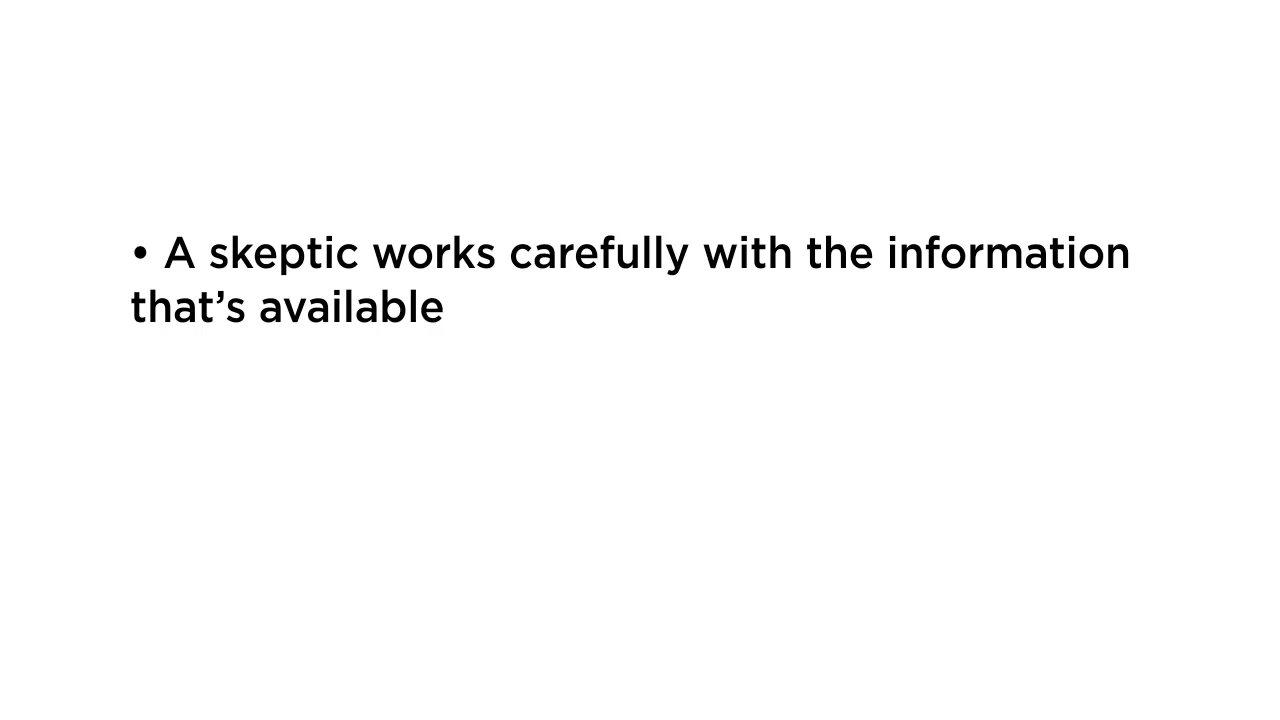 • A skeptic works carefully with the information
that’s available